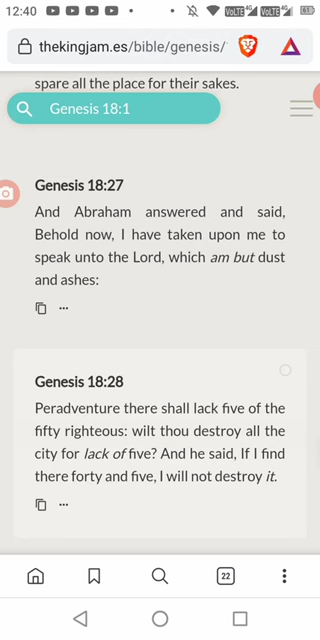 12:40
thekingjam.es/bible/genesis/
spare all the place for their sakes.
Genesis 18:1
Genesis 18:27
And Abraham answered and said,
Behold now, I have taken upon me to
speak unto the Lord, which am but dust
and ashes:
Genesis 18:28
Peradventure there shall lack five of the
fifty righteous: wilt thou destroy all the
city for lack of five? And he said, If I find
there forty and five, I will not destroy it.
22